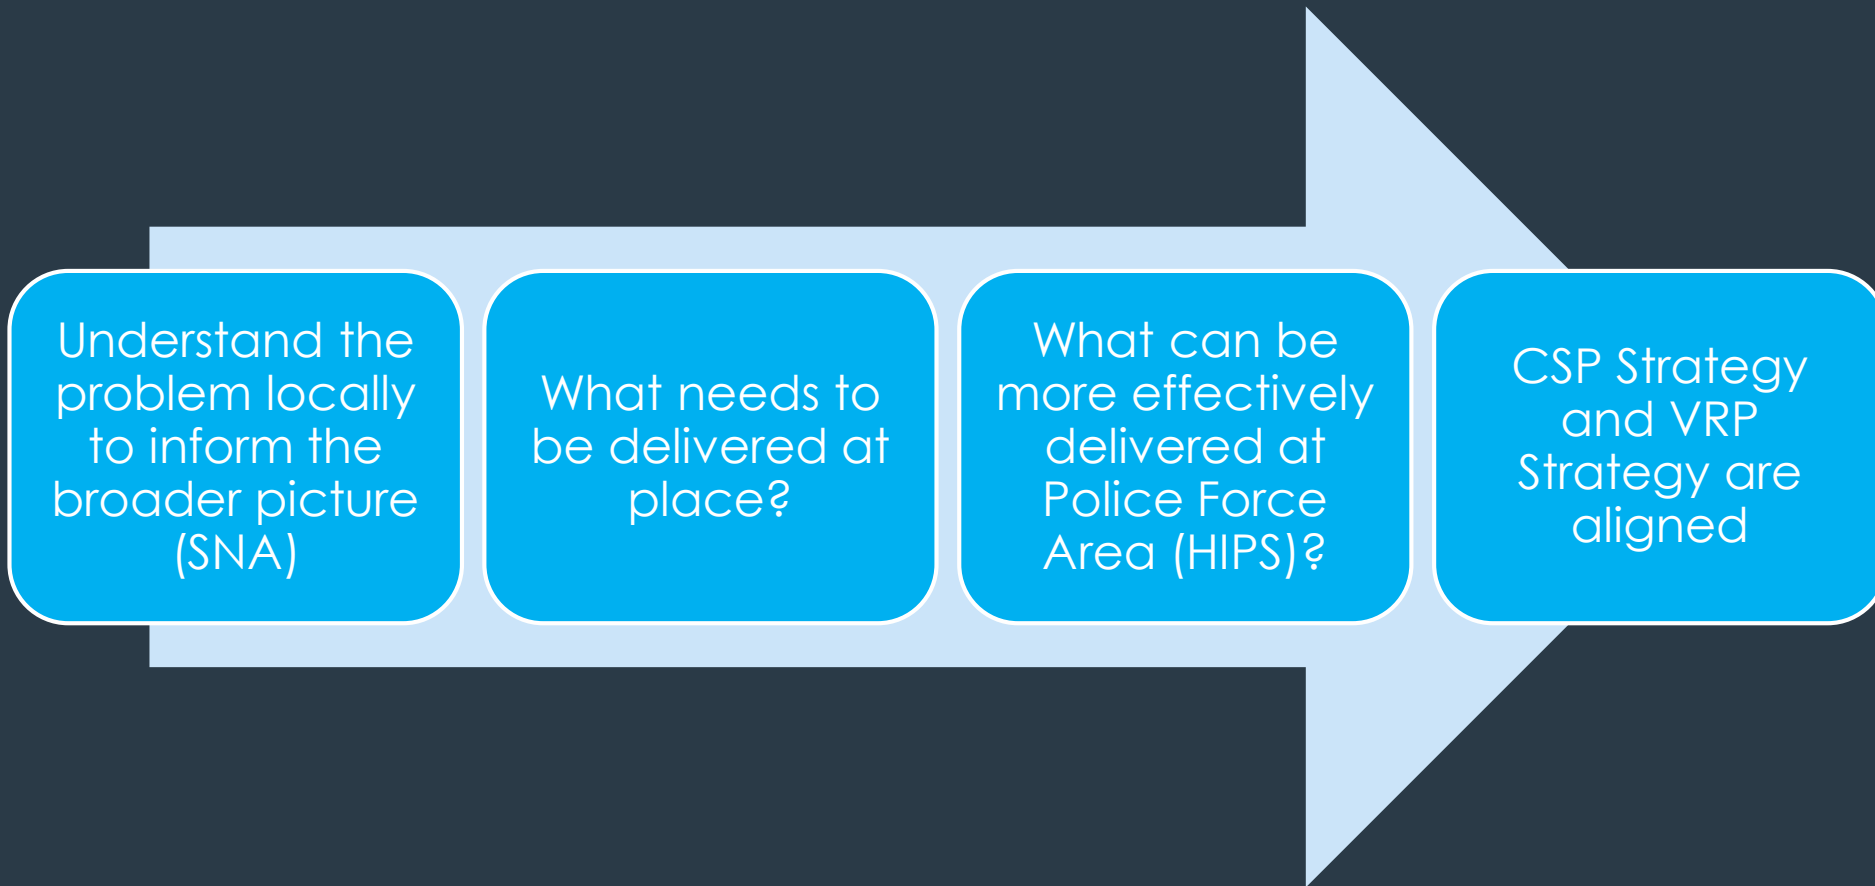 Understand the
problem locally
to inform the
broader picture
(SNA)
What needs to
be delivered at
place?
What can be
more effectively
delivered at
Police Force
Area (HIPS)?
CSP Strategy
and VRP
Strategy are
aligned